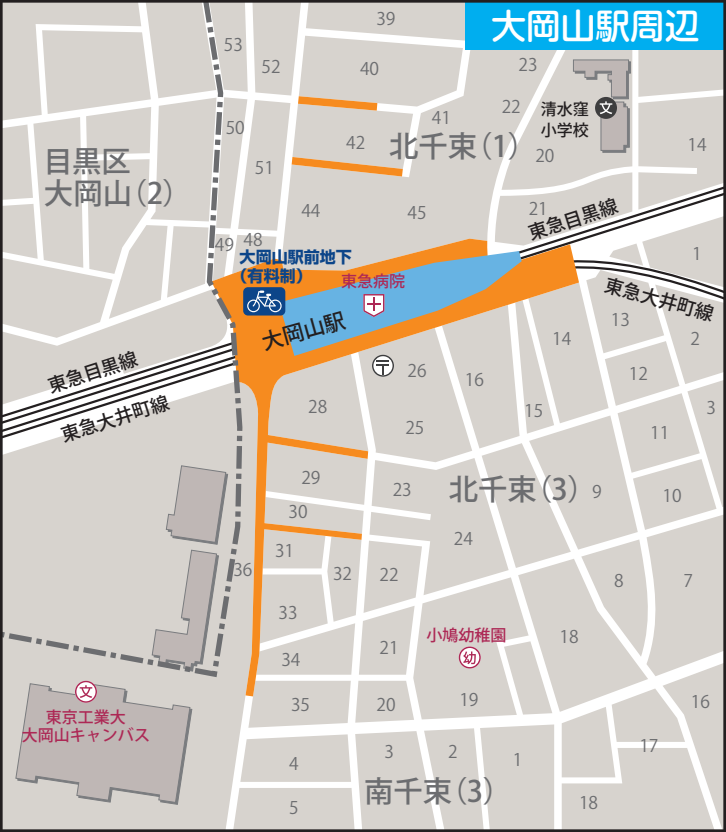 大岡山駅周辺
39
53
52
40
23
22
清水窪
小学校
文
41
50
42
北千束(1)
20
14
目黒区
大岡山(2)
51
44
45
21
東急目黒線
49
48
大岡山駅前地下
(有料制)
東急病院
1
東急大井町線
大岡山駅
13
14
2
〒
26
16
12
東急目黒線
東急大井町線
28
25
15
3
11
29
23
北千束(3)
9
10
30
24
31
36
32
22
8
7
33
小鳩幼稚園
幼
18
21
34
19
35
20
16
文
東京工業大
大岡山キャンパス
17
3
2
1
4
南千束(3)
5
18